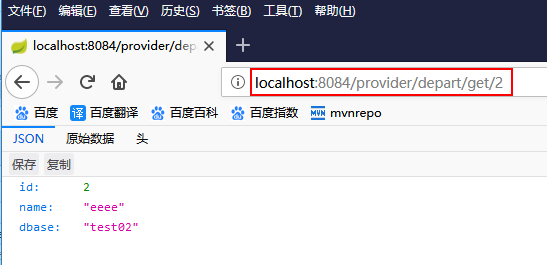 文件(F) 编辑(E) 查看(V) 历史(S) 书签(B) 工具(T) 帮助(H)
localhost:8084/provider/dep
localhost:8084/provider/depart/get/2
百度 译 百度翻译 百度百科 百度指数 MVN mvnrepo
JSON 原始数据 头
保存 复制
id: 2
name: "eeee"
dbase: "test02"